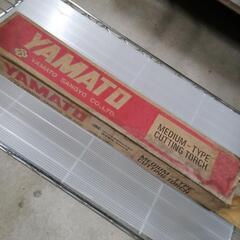 YAMATO
YAMATO SANGYO CO., LTD.
MEDIUM-TYPE
CUTTING TORCH
YAMATO
MEDIUM-TYPE
CUTTING TORCH